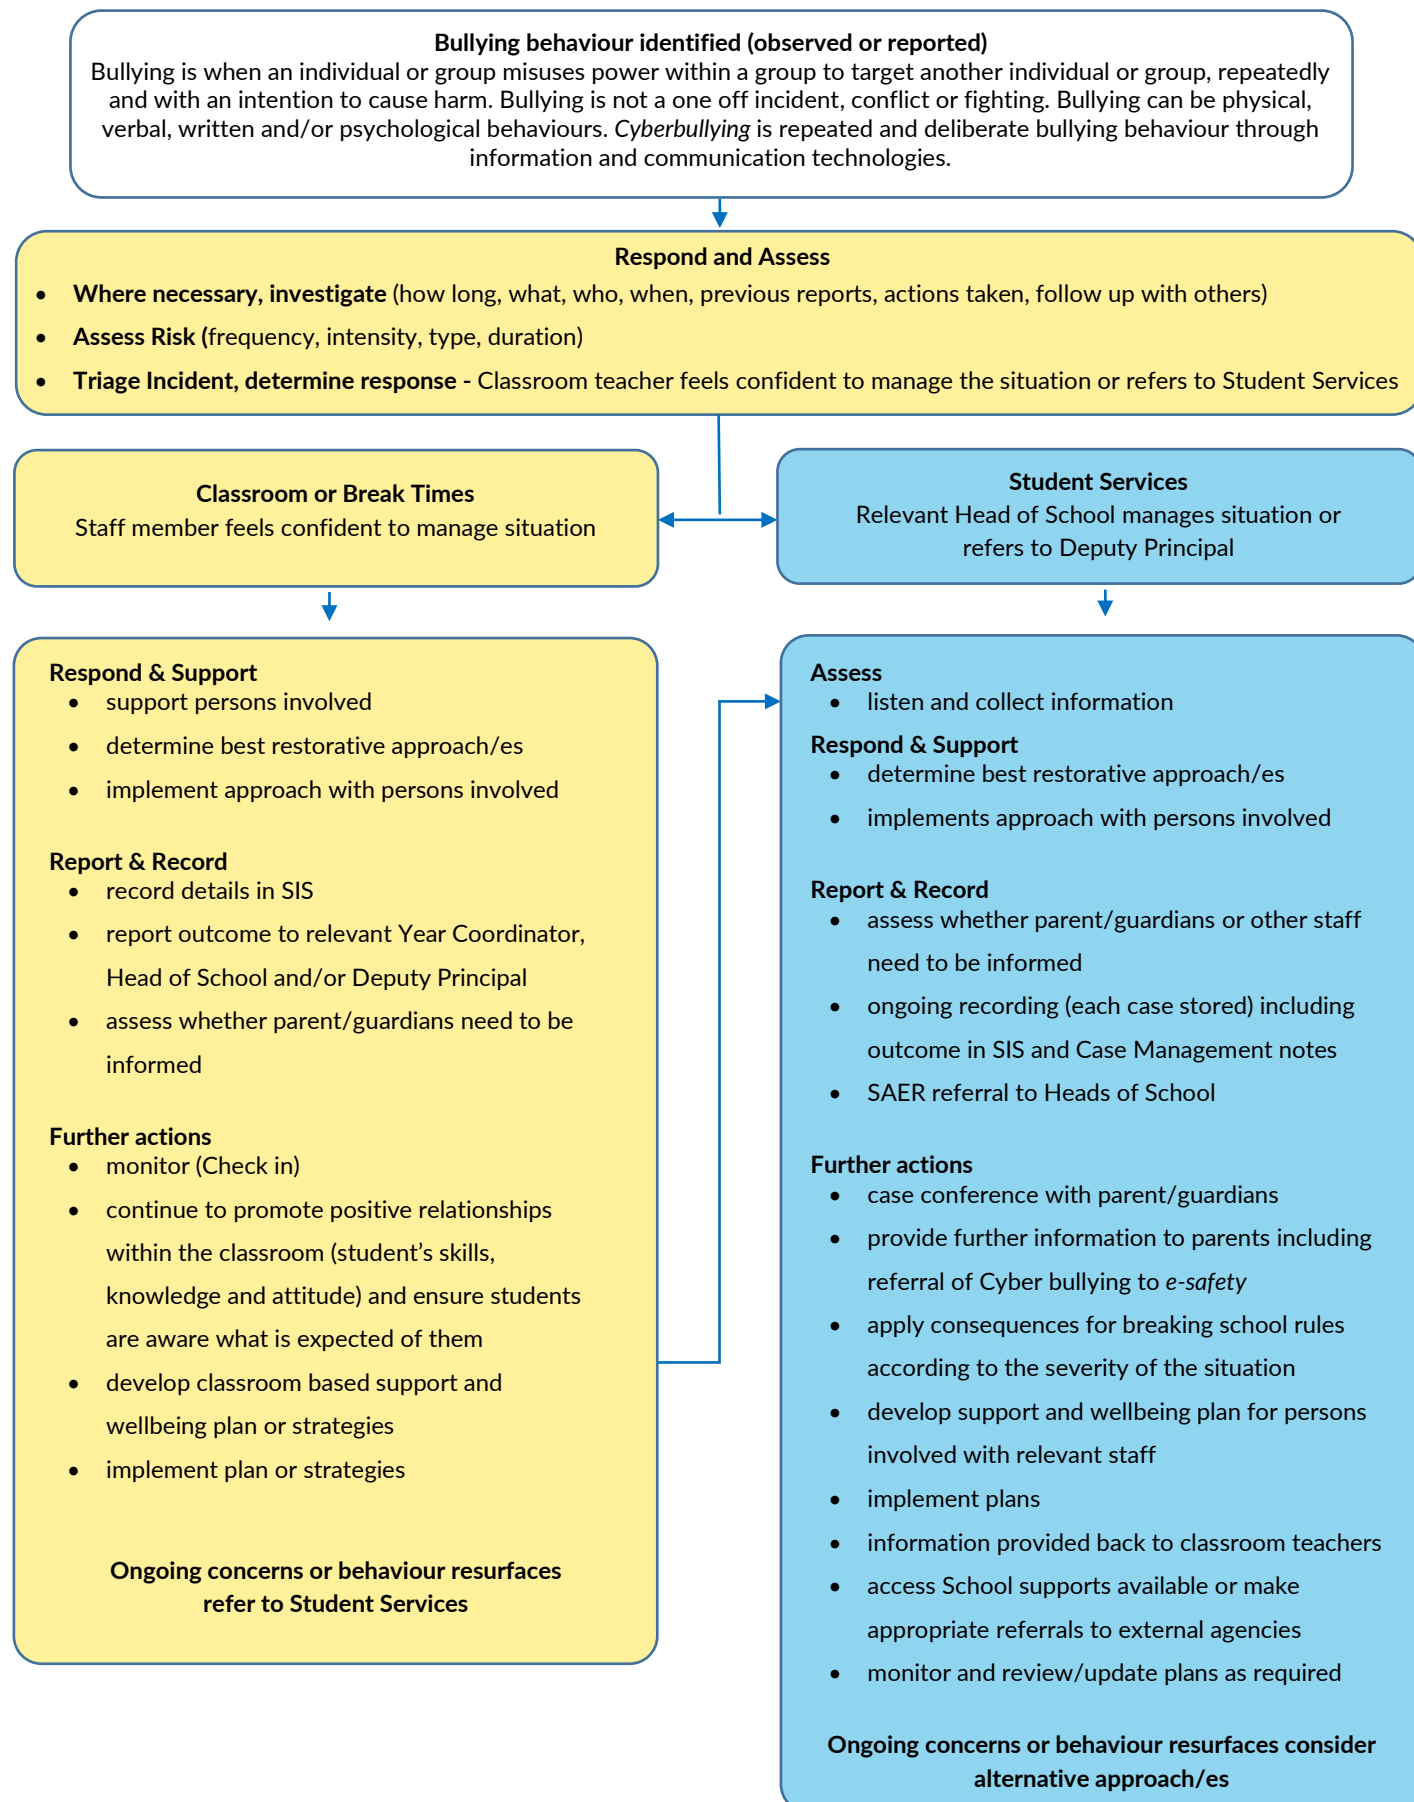 Bullying behaviour identified (observed or reported)
Bullying is when an individual or group misuses power within a group to target another individual or group, repeatedly
and with an intention to cause harm. Bullying is not a one off incident, conflict or fighting. Bullying can be physical,
verbal, written and/or psychological behaviours. Cyberbullying is repeated and deliberate bullying behaviour through
information and communication technologies.
Respond and Assess
• Where necessary, investigate (how long, what, who, when, previous reports, actions taken, follow up with others)
• Assess Risk (frequency, intensity, type, duration)
• Triage Incident, determine response - Classroom teacher feels confident to manage the situation or refers to Student Services
Classroom or Break Times
Staff member feels confident to manage situation
Student Services
Relevant Head of School manages situation or
refers to Deputy Principal
Respond & Support
• support persons involved
• determine best restorative approach/es
• implement approach with persons involved
Report & Record
• record details in SIS
• report outcome to relevant Year Coordinator,
Head of School and/or Deputy Principal
• assess whether parent/guardians need to be
informed
Further actions
• monitor (Check in)
• continue to promote positive relationships
within the classroom (student's skills,
knowledge and attitude) and ensure students
are aware what is expected of them
• develop classroom based support and
wellbeing plan or strategies
• implement plan or strategies
Ongoing concerns or behaviour resurfaces
refer to Student Services
Assess
• listen and collect information
Respond & Support
• determine best restorative approach/es
• implements approach with persons involved
Report & Record
• assess whether parent/guardians or other staff
need to be informed
• ongoing recording (each case stored) including
outcome in SIS and Case Management notes
• SAER referral to Heads of School
Further actions
• case conference with parent/guardians
• provide further information to parents including
referral of Cyber bullying to e-safety
• apply consequences for breaking school rules
according to the severity of the situation
• develop support and wellbeing plan for persons
involved with relevant staff
• implement plans
• information provided back to classroom teachers
• access School supports available or make
appropriate referrals to external agencies
• monitor and review/update plans as required
Ongoing concerns or behaviour resurfaces consider
alternative approach/es